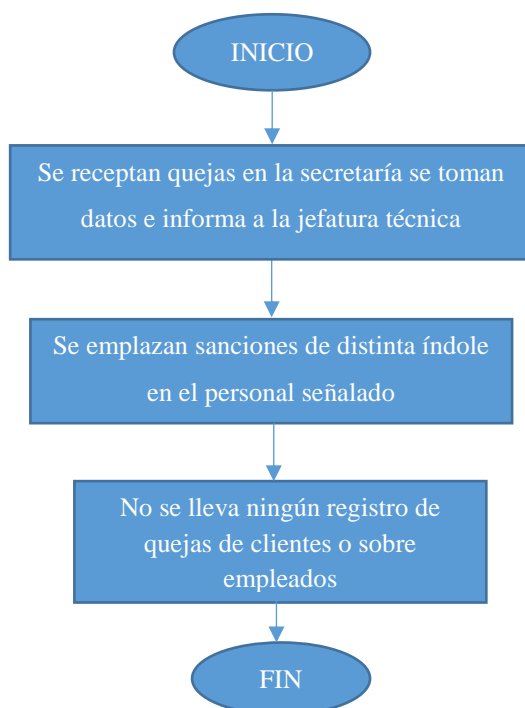 INICIO
Se receptan quejas en la secretaría se toman
datos e informa a la jefatura técnica
Se emplazan sanciones de distinta índole
en el personal señalado
No se lleva ningún registro de
quejas de clientes o sobre
empleados
FIN